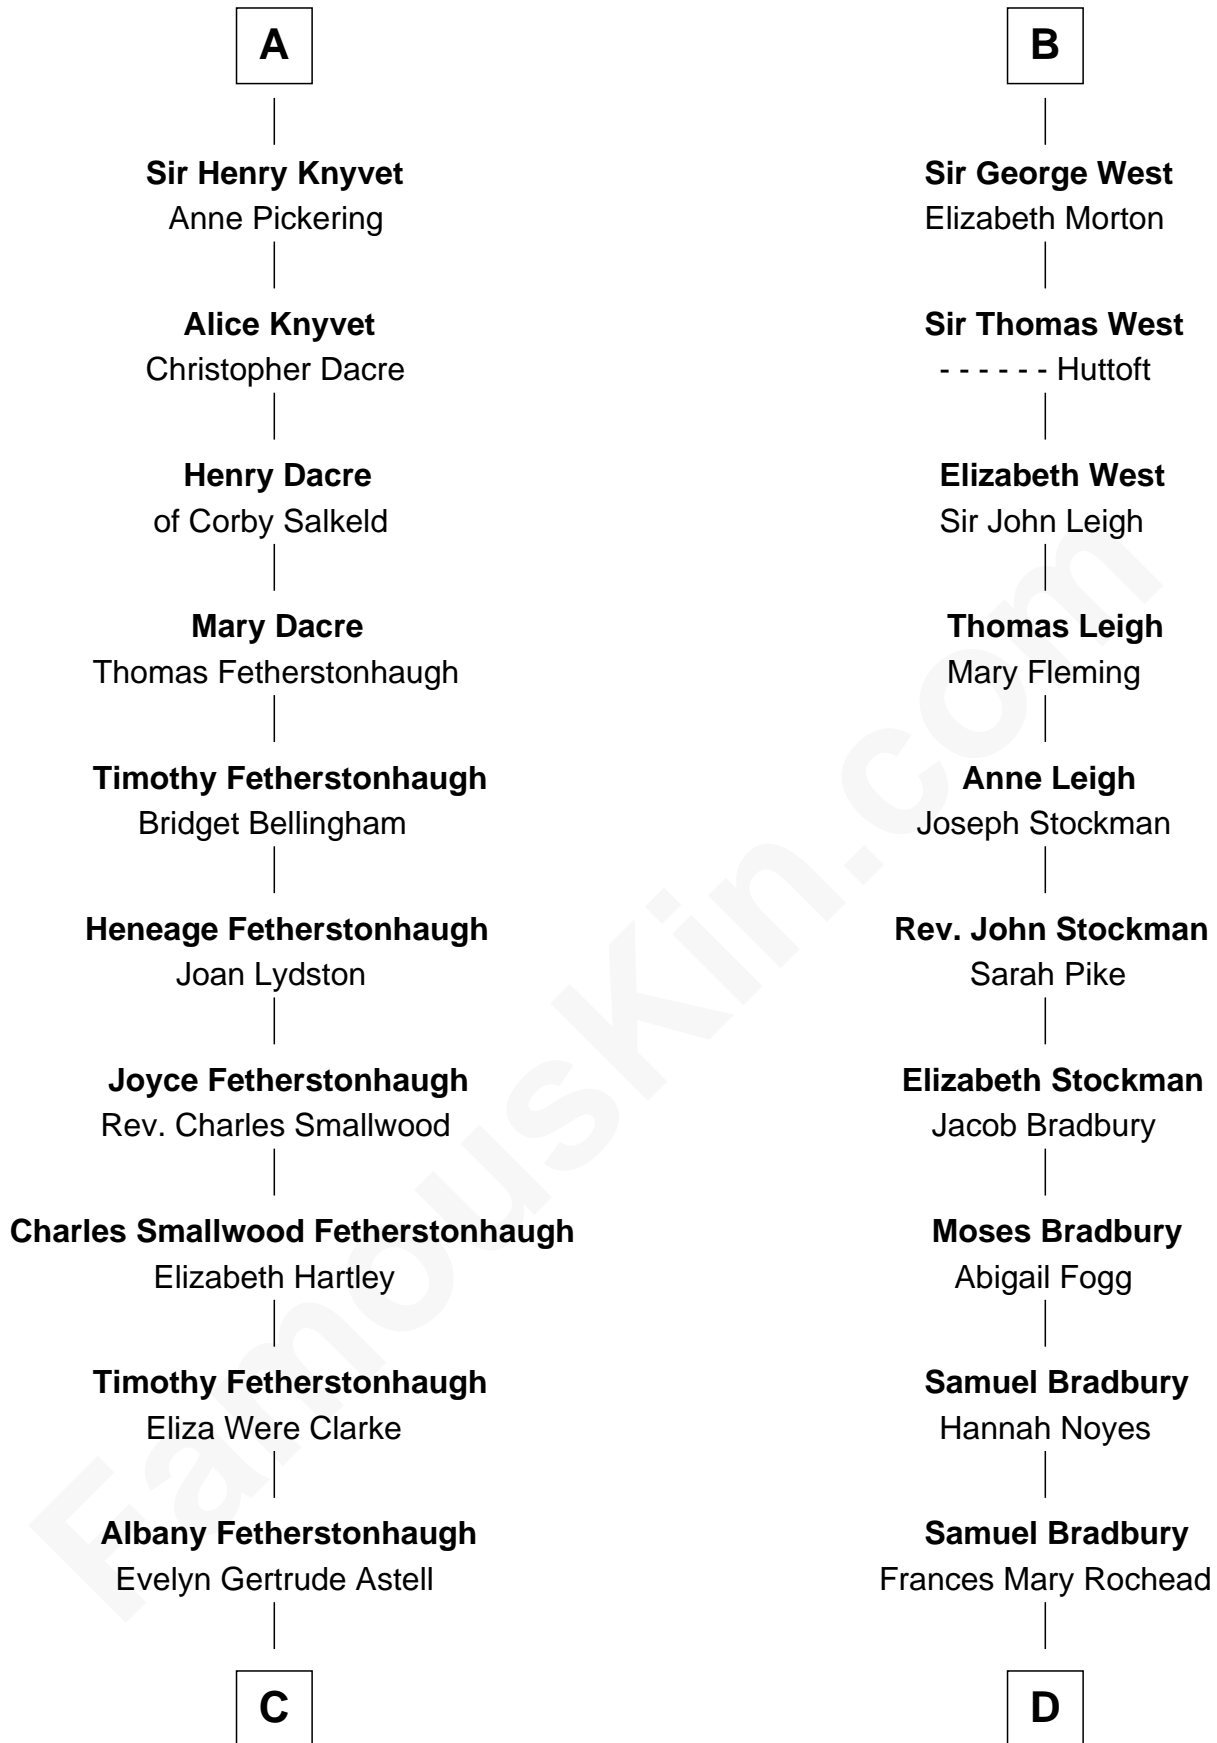 A
Sir Henry Knyvet
Anne Pickering
Alice Knyvet
Christopher Dacre
Henry Dacre
of Corby Salkeld
Mary Dacre
Thomas Fetherstonhaugh
Timothy Fetherstonhaugh
Bridget Bellingham
Heneage Fetherstonhaugh
Joan Lydston
Joyce Fetherstonhaugh
Rev. Charles Smallwood
Charles Smallwood Fetherstonhaugh
Elizabeth Hartley
Timothy Fetherstonhaugh
Eliza Were Clarke
Albany Fetherstonhaugh
Evelyn Gertrude Astell
C
B
Sir George West
Elizabeth Morton
Sir Thomas West
- - - - - - Huttoft
Elizabeth West
Sir John Leigh
Thomas Leigh
Mary Fleming
Anne Leigh
Joseph Stockman
Rev. John Stockman
Sarah Pike
Elizabeth Stockman
Jacob Bradbury
Moses Bradbury
Abigail Fogg
Samuel Bradbury
Hannah Noyes
Samuel Bradbury
Frances Mary Rochead
D
FamousKin.com